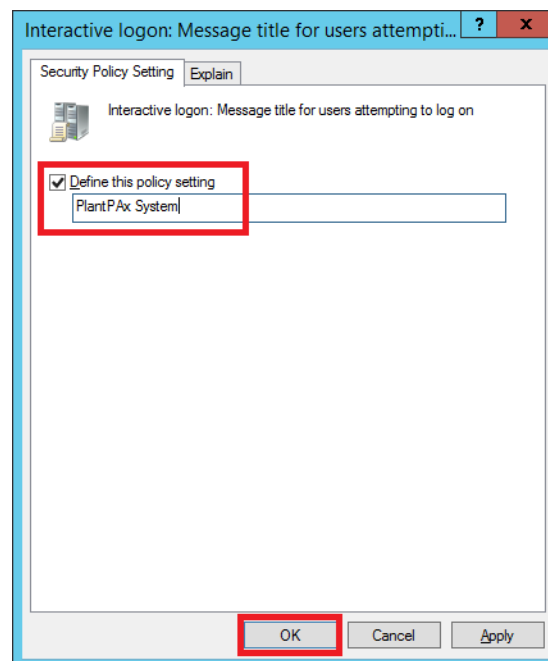 Interactive logon: Message title for users attempti...
?
x
Security Policy Setting
Explain
Interactive logon: Message title for users attempting to log on
Define this policy setting
PlantPAx System
OK
Cancel
Apply